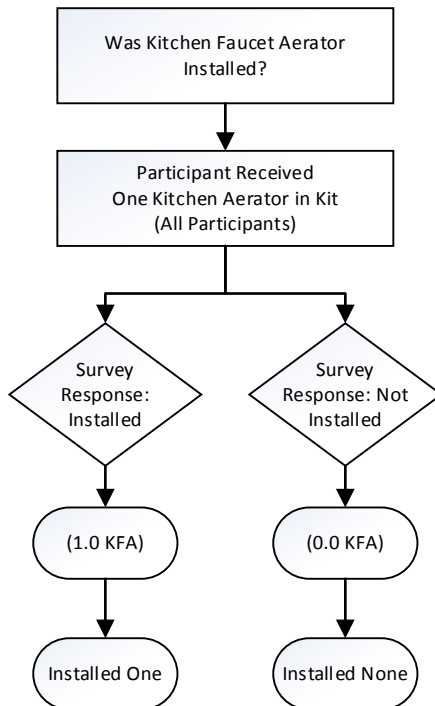 Was Kitchen Faucet Aerator
Installed?
Participant Received
One Kitchen Aerator in Kit
(All Participants)
Survey
Response:
Installed
Survey
Response: Not
Installed
(1.0 KFA)
(0.0 KFA)
Installed One
Installed None